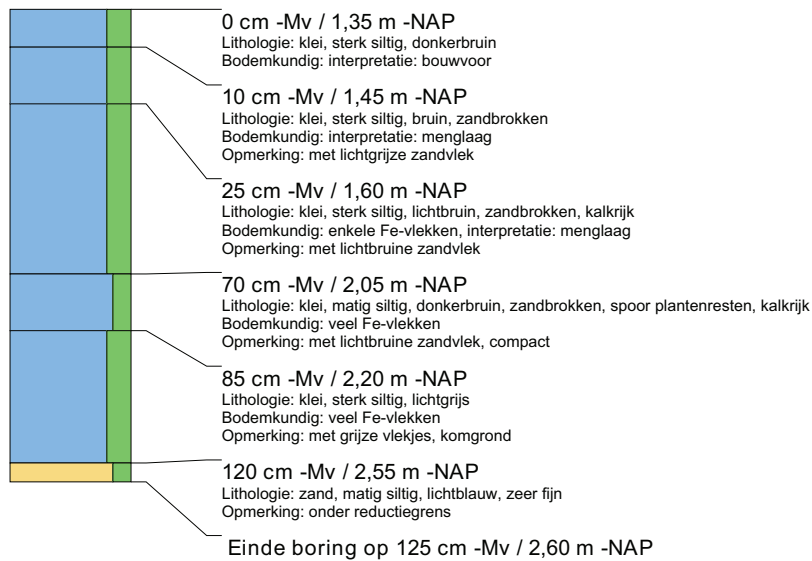 0 cm -Mv / 1,35 m -NAP
Lithologie: klei, sterk siltig, donkerbruin
Bodemkundig: interpretatie: bouwvoor
10 cm -Mv / 1,45 m -NAP
Lithologie: klei, sterk siltig, bruin, zandbrokken
Bodemkundig: interpretatie: menglaag
Opmerking: met lichtgrijze zandvlek
25 cm -Mv / 1,60 m -NAP
Lithologie: klei, sterk siltig, lichtbruin, zandbrokken, kalkrijk
Bodemkundig: enkele Fe-vlekken, interpretatie: menglaag
Opmerking: met lichtbruine zandvlek
70 cm -Mv / 2,05 m -NAP
Lithologie: klei, matig siltig, donkerbruin, zandbrokken, spoor plantenresten, kalkrijk
Bodemkundig: veel Fe-vlekken
Opmerking: met lichtbruine zandvlek, compact
85 cm -Mv / 2,20 m -NAP
Lithologie: klei, sterk siltig, lichtgrijs
Bodemkundig: veel Fe-vlekken
Opmerking: met grijze vlekjes, komgrond
120 cm -Mv / 2,55 m -NAP
Lithologie: zand, matig siltig, lichtblauw, zeer fijn
Opmerking: onder reductiegrens
Einde boring op 125 cm -Mv / 2,60 m -NAP